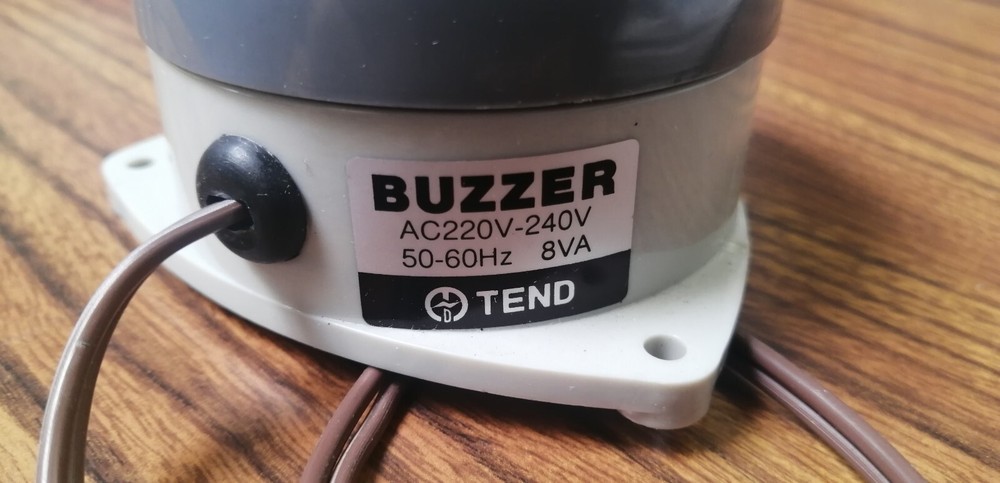 BUZZER
AC220V-240V
50-60Hz 8VA
TEND